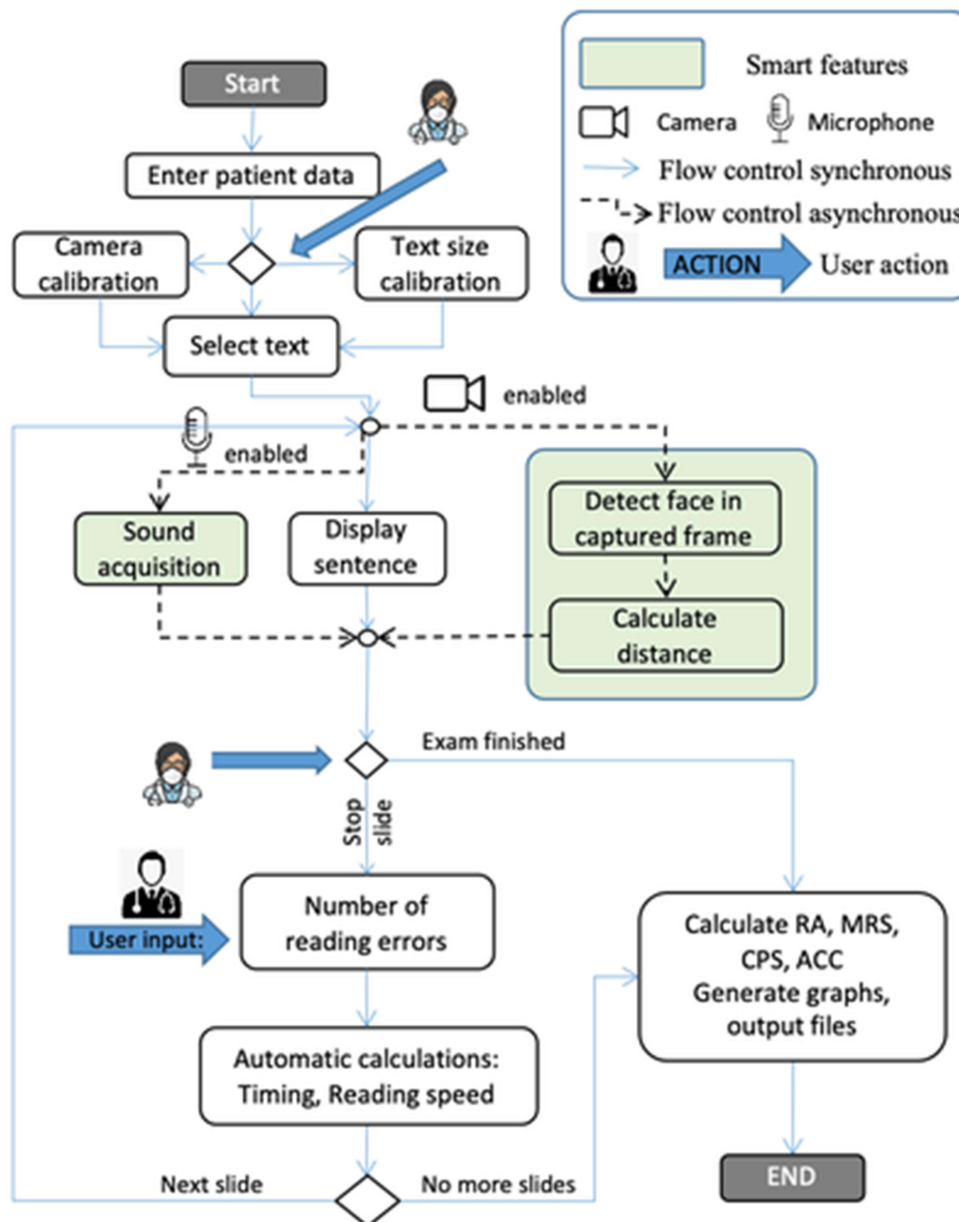 Start
Smart features
Camera
Microphone
Flow control synchronous
Flow control asynchronous
ACTION
User action
Enter patient data
Camera
calibration
Text size
calibration
Select text
enabled
enabled
Sound
acquisition
Display
sentence
Detect face in
captured frame
Calculate
distance
Exam finished
Stop
slide
User input:
Number of
reading errors
Calculate RA, MRS,
CPS, ACC
Generate graphs,
output files
Automatic calculations:
Timing, Reading speed
Next slide
No more slides
END